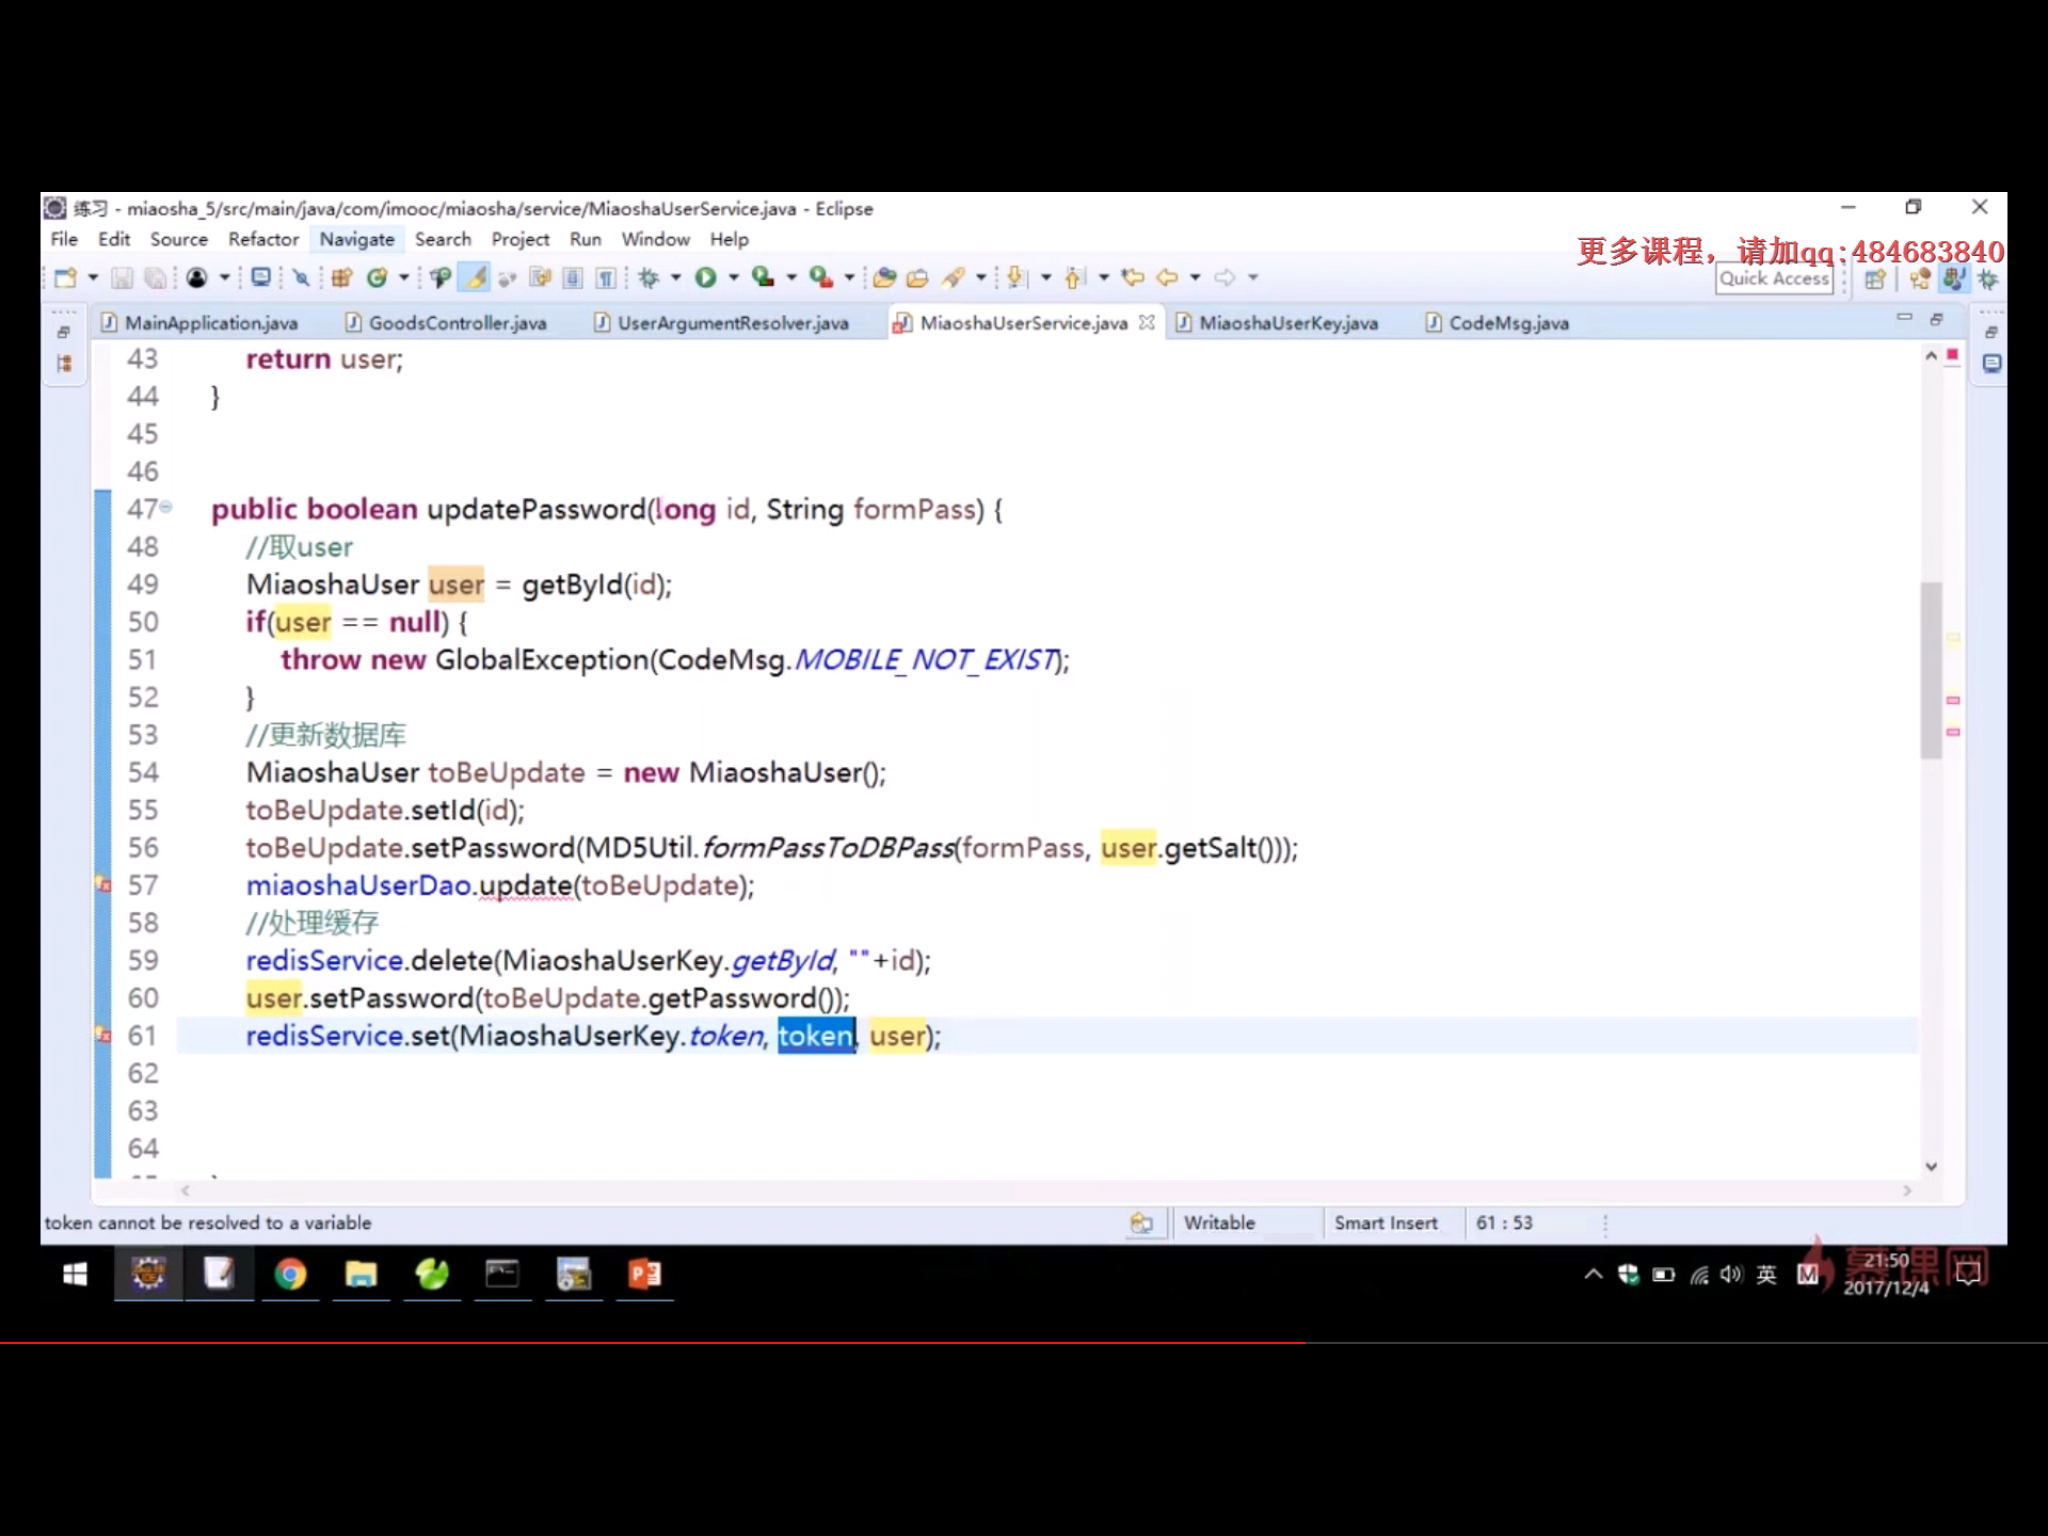 练习 - miaosha_5/src/main/java/com/imooc/miaosha/service/MiaoshaUserService.java - Eclipse
File Edit Source Refactor Navigate Search Project Run Window Help
更多课程，请加qq:484683840
Quick Access
MainApplication.java GoodsController.java UserArgumentResolver.java MiaoshaUserService.java MiaoshaUserKey.java CodeMsg.java
43 return user;
44 }
45
46
47 public boolean updatePassword(long id, String formPass) {
48 //取user
49 MiaoshaUser user = getById(id);
50 if(user == null) {
51 throw new GlobalException(CodeMsg.MOBILE_NOT_EXIST);
52 }
53 //更新数据库
54 MiaoshaUser toBeUpdate = new MiaoshaUser();
55 toBeUpdate.setId(id);
56 toBeUpdate.setPassword(MD5Util.formPassToDBPass(formPass, user.getSalt()));
57 miaoshaUserDao.update(toBeUpdate);
58 //处理缓存
59 redisService.delete(MiaoshaUserKey.getById, ""+id);
60 user.setPassword(toBeUpdate.getPassword());
61 redisService.set(MiaoshaUserKey.token, token, user);
62
63
64
token cannot be resolved to a variable
Writable Smart Insert 61 : 53
英
慕课网
21:50
2017/12/4